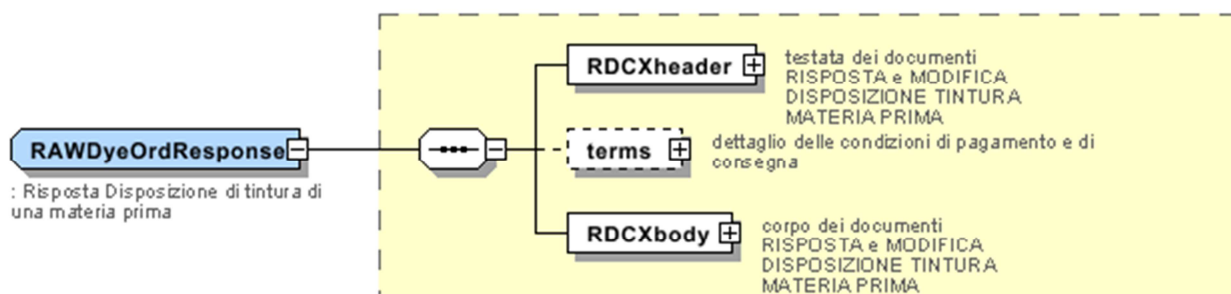 RAWDyeOrdResponse
: Risposta Disposizione di tintura di
una materia prima
RDCXheader
testata dei documenti
RISPOSTA e MODIFICA
DISPOSIZIONE TINTURA
MATERIA PRIMA
terms
dettaglio delle condizioni di pagamento e di
consegna
RDCXbody
corpo dei documenti
RISPOSTA e MODIFICA
DISPOSIZIONE TINTURA
MATERIA PRIMA